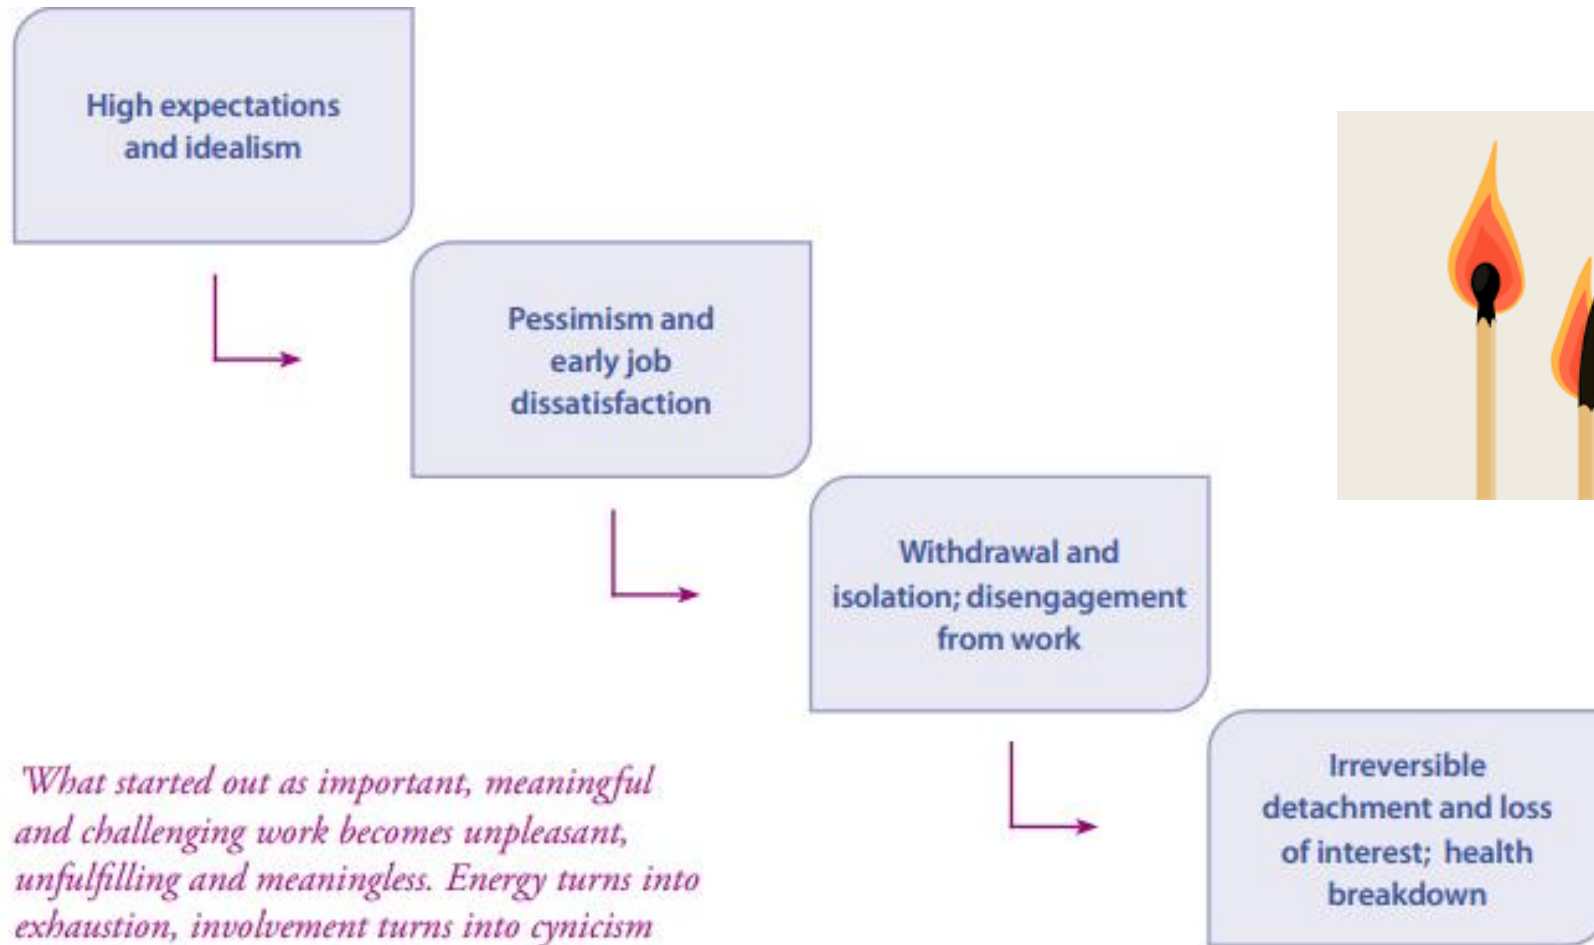 High expectations
and idealism
Pessimism and
early job
dissatisfaction
Withdrawal and
isolation; disengagement
from work
Irreversible
detachment and loss
of interest; health
breakdown
'What started out as important, meaningful
and challenging work becomes unpleasant,
unfulfilling and meaningless. Energy turns into
exhaustion, involvement turns into cynicism